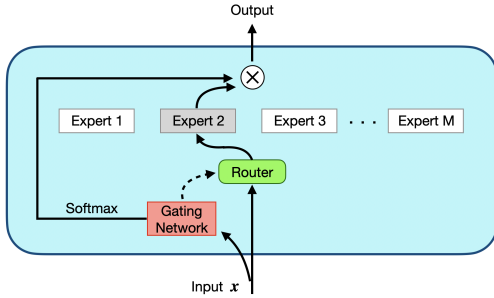 Output
Expert 1
Expert 2
Expert 3
. . .
Expert M
Router
Softmax
Gating
Network
Input x